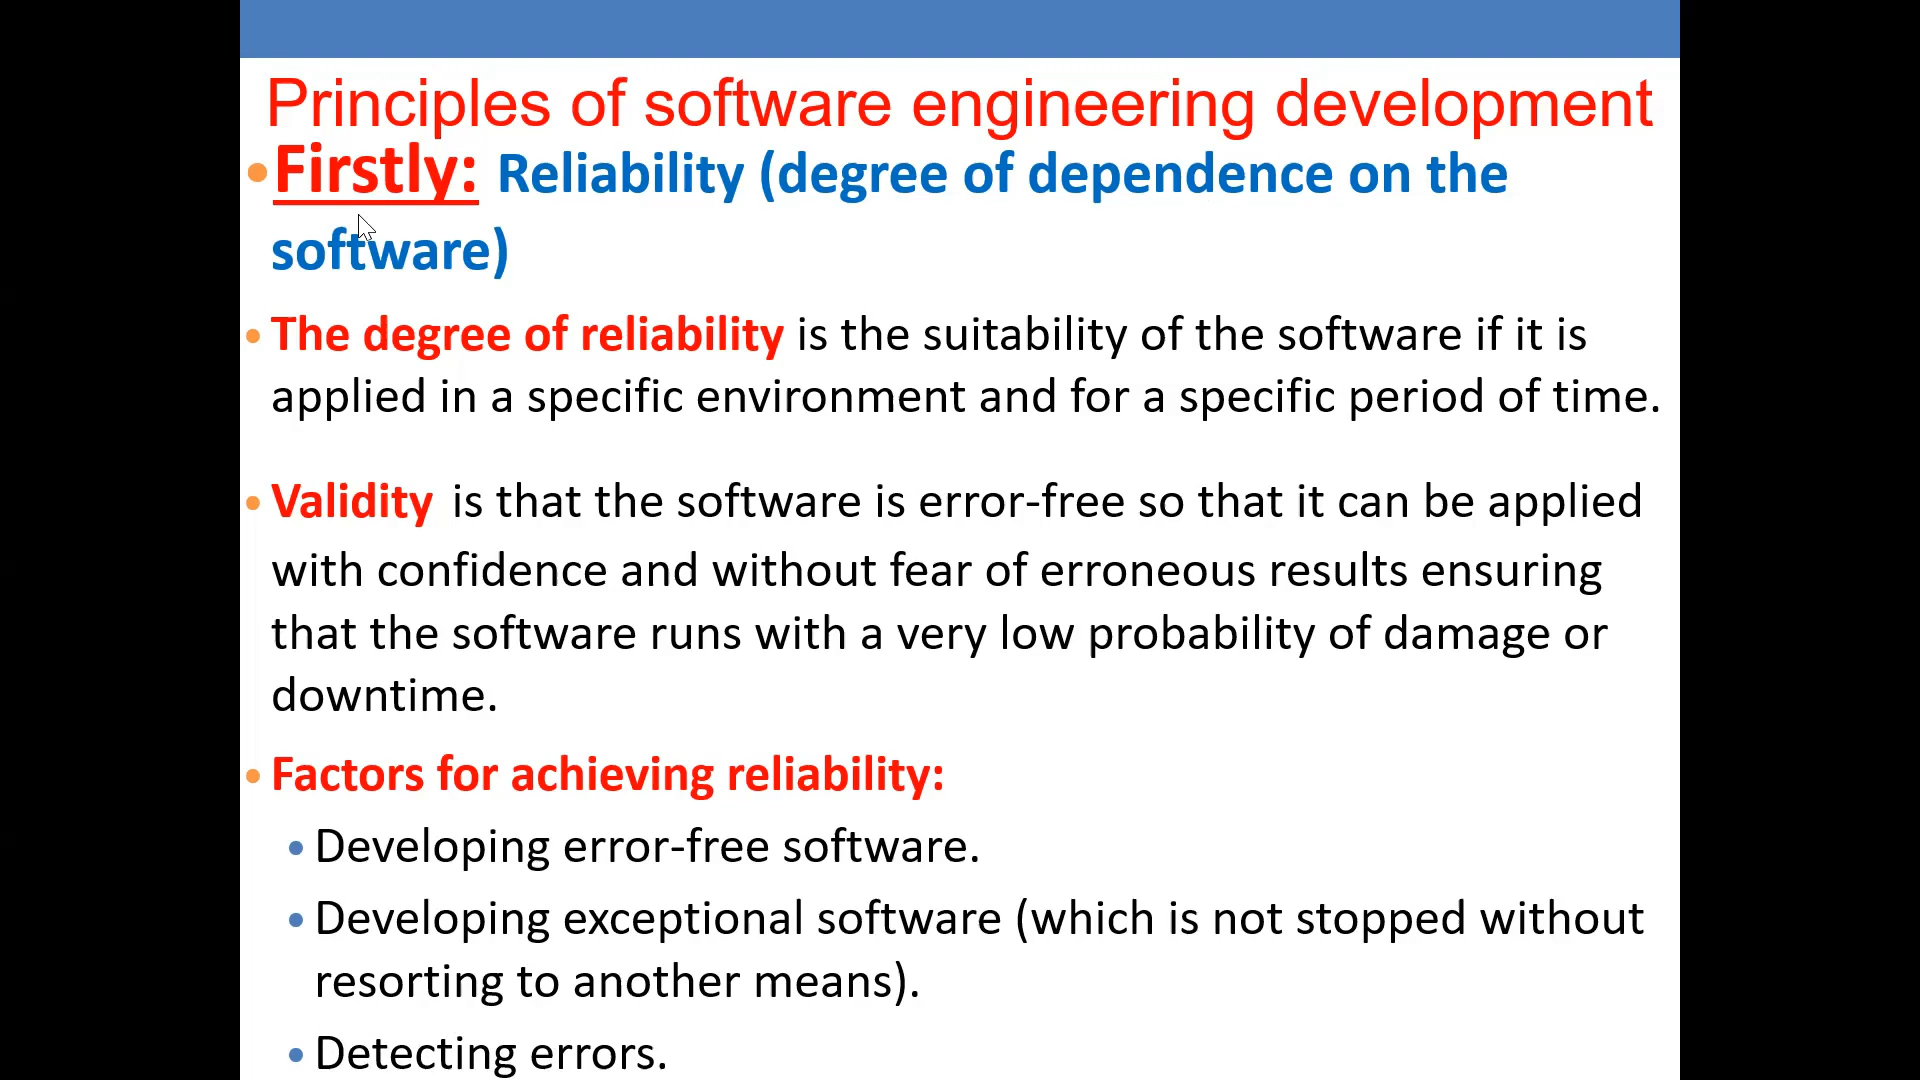 Principles of software engineering development
•Firstly: Reliability (degree of dependence on the
software)
• The degree of reliability is the suitability of the software if it is
applied in a specific environment and for a specific period of time.
• Validity is that the software is error-free so that it can be applied
with confidence and without fear of erroneous results ensuring
that the software runs with a very low probability of damage or
downtime.
• Factors for achieving reliability:
• Developing error-free software.
• Developing exceptional software (which is not stopped without
resorting to another means).
• Detecting errors.